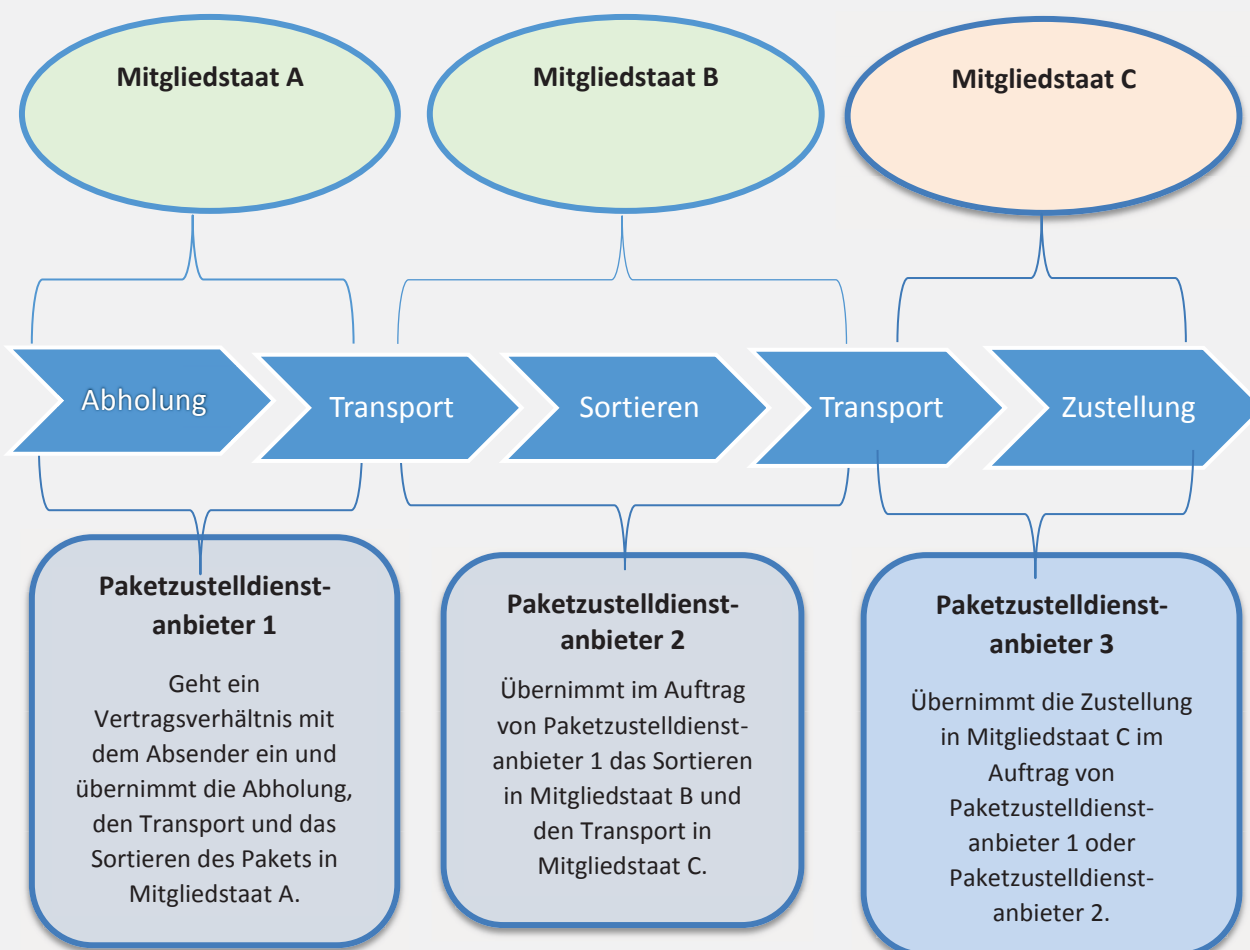 Mitgliedstaat A
Mitgliedstaat B
Mitgliedstaat C
Abholung
Transport
Sortieren
Transport
Zustellung
Paketzustelldienst-
anbieter 1
Geht ein
Vertragsverhältnis mit
dem Absender ein und
übernimmt die Abholung,
den Transport und das
Sortieren des Pakets in
Mitgliedstaat A.
Paketzustelldienst-
anbieter 2
Übernimmt im Auftrag
von Paketzustelldienst-
anbieter 1 das Sortieren
in Mitgliedstaat B und
den Transport in
Mitgliedstaat C.
Paketzustelldienst-
anbieter 3
Übernimmt die Zustellung
in Mitgliedstaat C im
Auftrag von
Paketzustelldienst-
anbieter 1 oder
Paketzustelldienst-
anbieter 2.